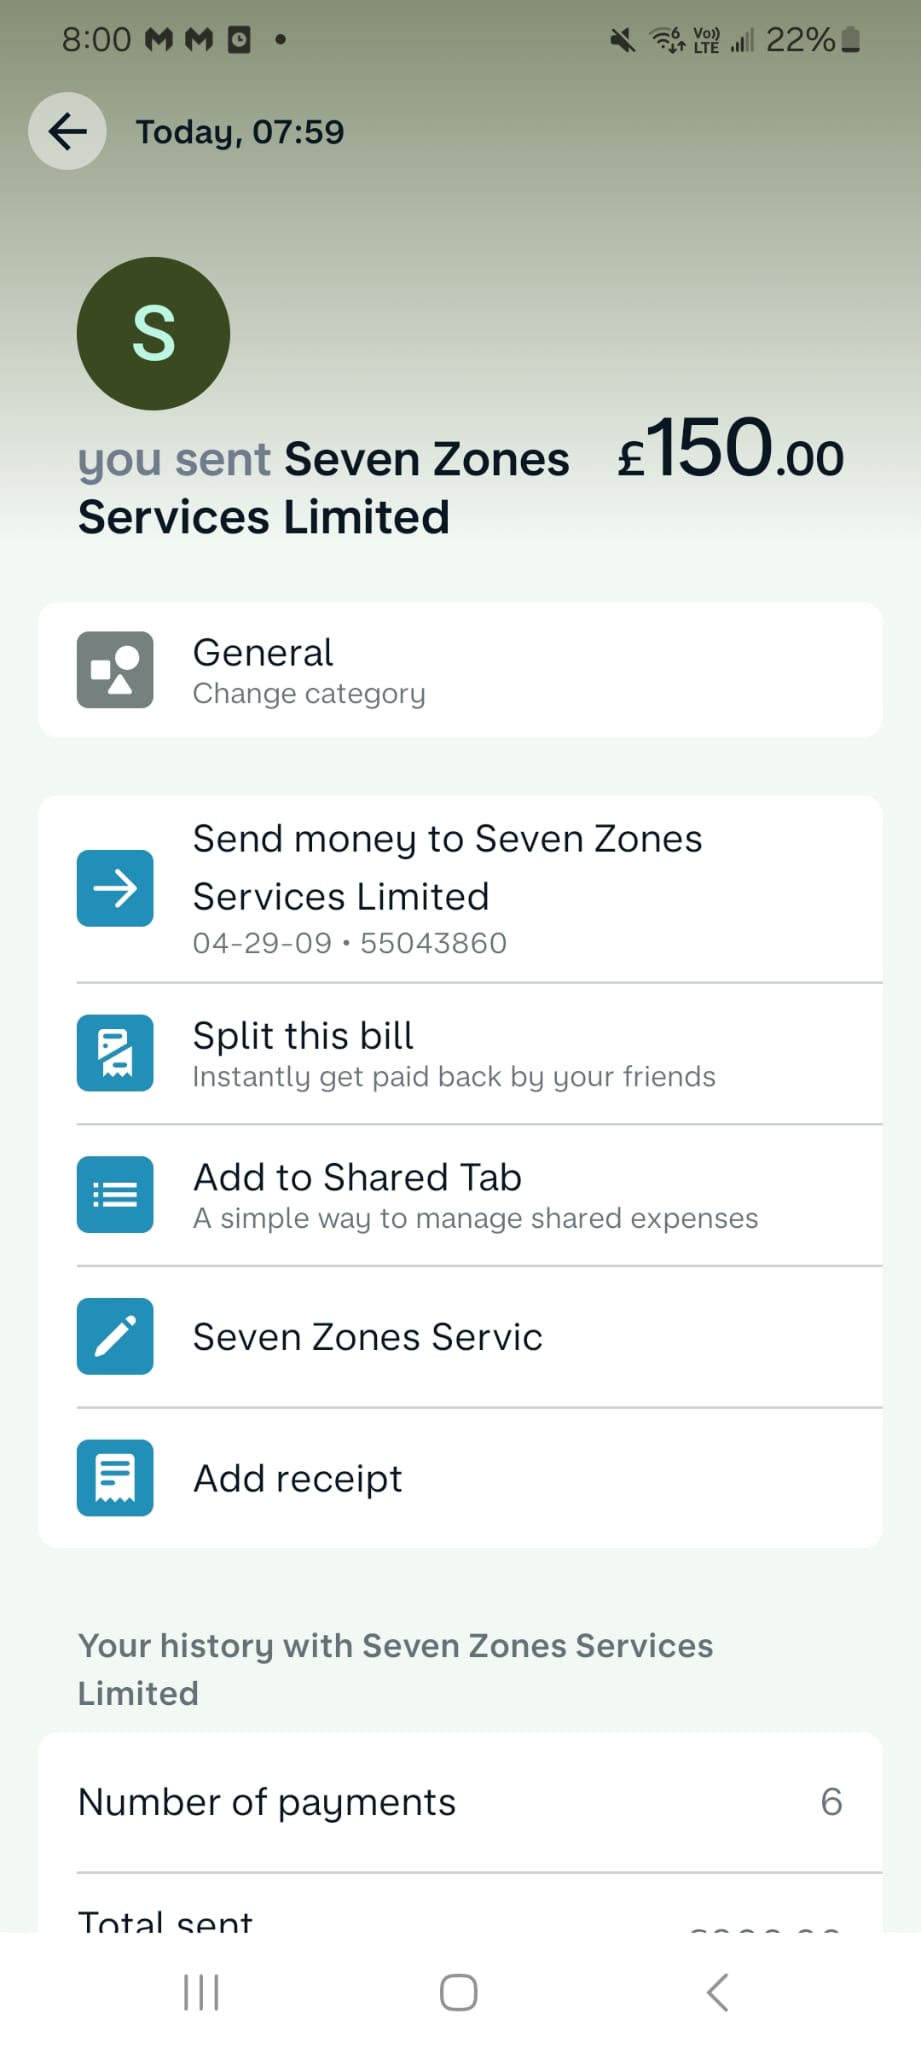 8:00 22%
Today, 07:59
S
you sent Seven Zones £150.00
Services Limited
General
Change category
Send money to Seven Zones
Services Limited
04-29-09 • 55043860
Split this bill
Instantly get paid back by your friends
Add to Shared Tab
A simple way to manage shared expenses
Seven Zones Servic
Add receipt
Your history with Seven Zones Services
Limited
Number of payments 6
Total sent